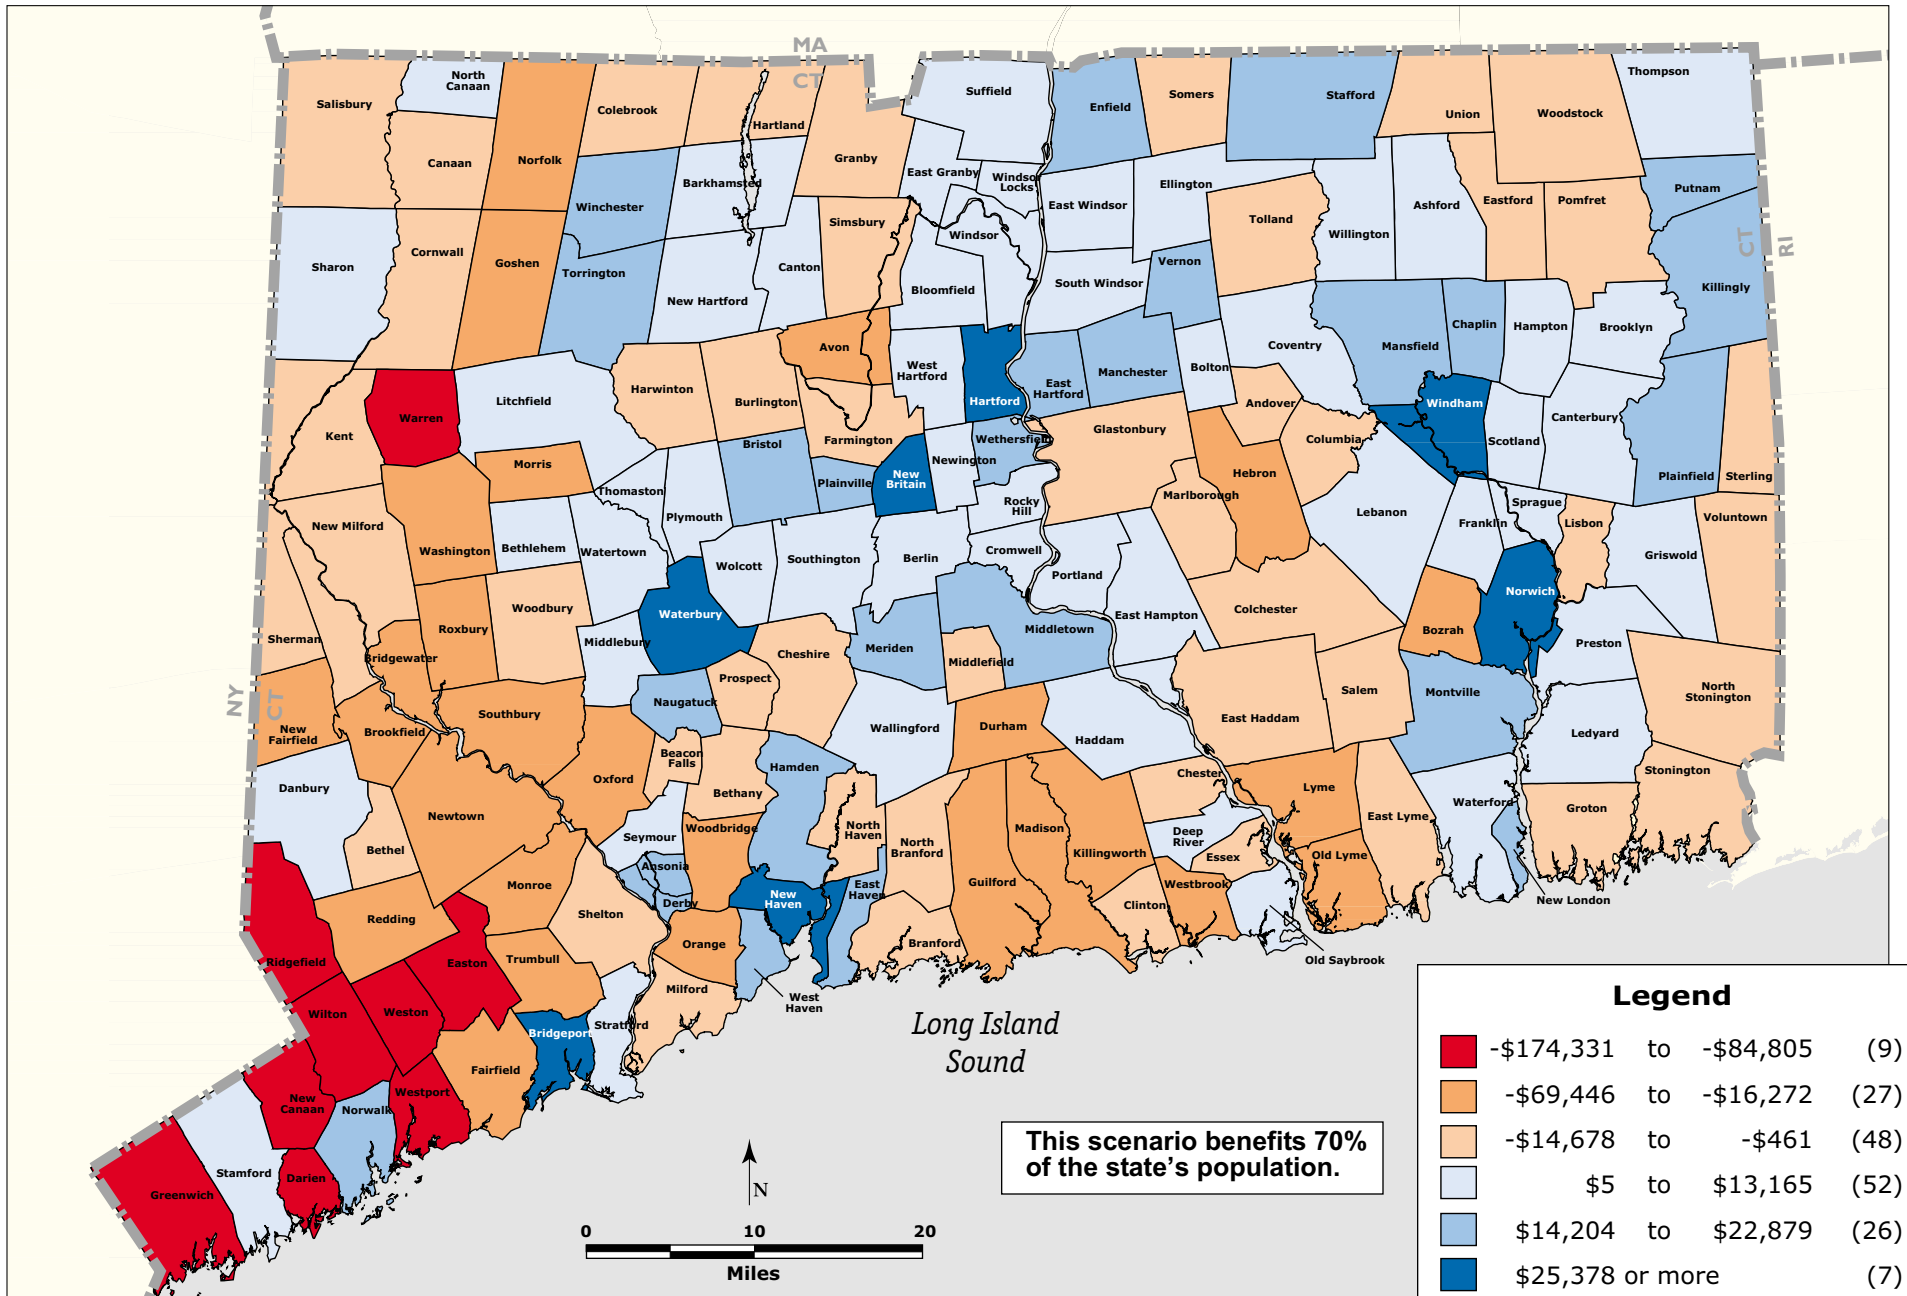 MA
CT
North
Canaan
Salisbury
Colebrook
Hartland
Suffield
Enfield
Somers
Stafford
Union
Woodstock
Thompson
Canaan
Norfolk
Granby
Barkhamsted
East Granby
Windsor
Locks
Ellington
Putnam
Winchester
East Windsor
Tolland
Ashford
Eastford
Pomfret
Simsbury
Windsor
Willington
CT
RI
Cornwall
Sharon
Goshen
Torrington
Canton
Vernon
New Hartford
Bloomfield
South Windsor
Killingly
Chaplin
Hampton
Brooklyn
Avon
Coventry
Mansfield
West
Hartford
East
Hartford
Manchester
Bolton
Harwinton
Burlington
Litchfield
Hartford
Windham
Andover
Warren
Kent
Farmington
Glastonbury
Columbia
Canterbury
Scotland
Bristol
Wethersfield
Newington
Morris
Hebron
Plainville
New
Britain
Plainfield
Sterling
Thomaston
Marlborough
Rocky
Hill
Sprague
Lebanon
Franklin
Lisbon
Voluntown
New Milford
Plymouth
Washington
Bethlehem
Watertown
Wolcott
Southington
Berlin
Cromwell
Portland
Griswold
Norwich
Woodbury
Waterbury
East Hampton
Colchester
Roxbury
Middletown
Bozrah
Sherman
Middlebury
Meriden
Preston
Bridgewater
Cheshire
Middlefield
Prospect
Salem
Montville
North
Stonington
NY
CT
Naugatuck
Southbury
East Haddam
New
Fairfield
Brookfield
Wallingford
Durham
Haddam
Ledyard
Beacon
Falls
Hamden
Oxford
Bethany
Chester
Stonington
Danbury
Lyme
Waterford
Groton
Newtown
East Lyme
Seymour
Woodbridge
North
Haven
Madison
Deep
River
Bethel
North
Branford
Killingworth
Essex
Old Lyme
Ansonia
Monroe
Guilford
Westbrook
East
Haven
New
Haven
Derby
Clinton
New London
Redding
Shelton
Orange
Branford
Ridgefield
Easton
Trumbull
Old Saybrook
Milford
West
Haven
Wilton
Weston
Bridgeport
Stratford
Long Island
Sound
Fairfield
Westport
New
Canaan
Norwalk
Stamford
Darien
Greenwich
N
0 10 20
Miles
This scenario benefits 70%
of the state’s population.
Legend
-$174,331 to -$84,805 (9)
-$69,446 to -$16,272 (27)
-$14,678 to -$461 (48)
$5 to $13,165 (52)
$14,204 to $22,879 (26)
$25,378 or more (7)